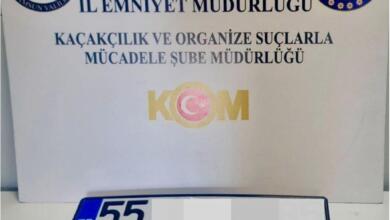 İL EMNİYET MÜDÜRLÜĞÜ
KAÇAKÇILIK VE ORGANİZE SUÇLARLA
MÜCADELE ŞUBE MÜDÜRLÜĞÜ
KOM
55